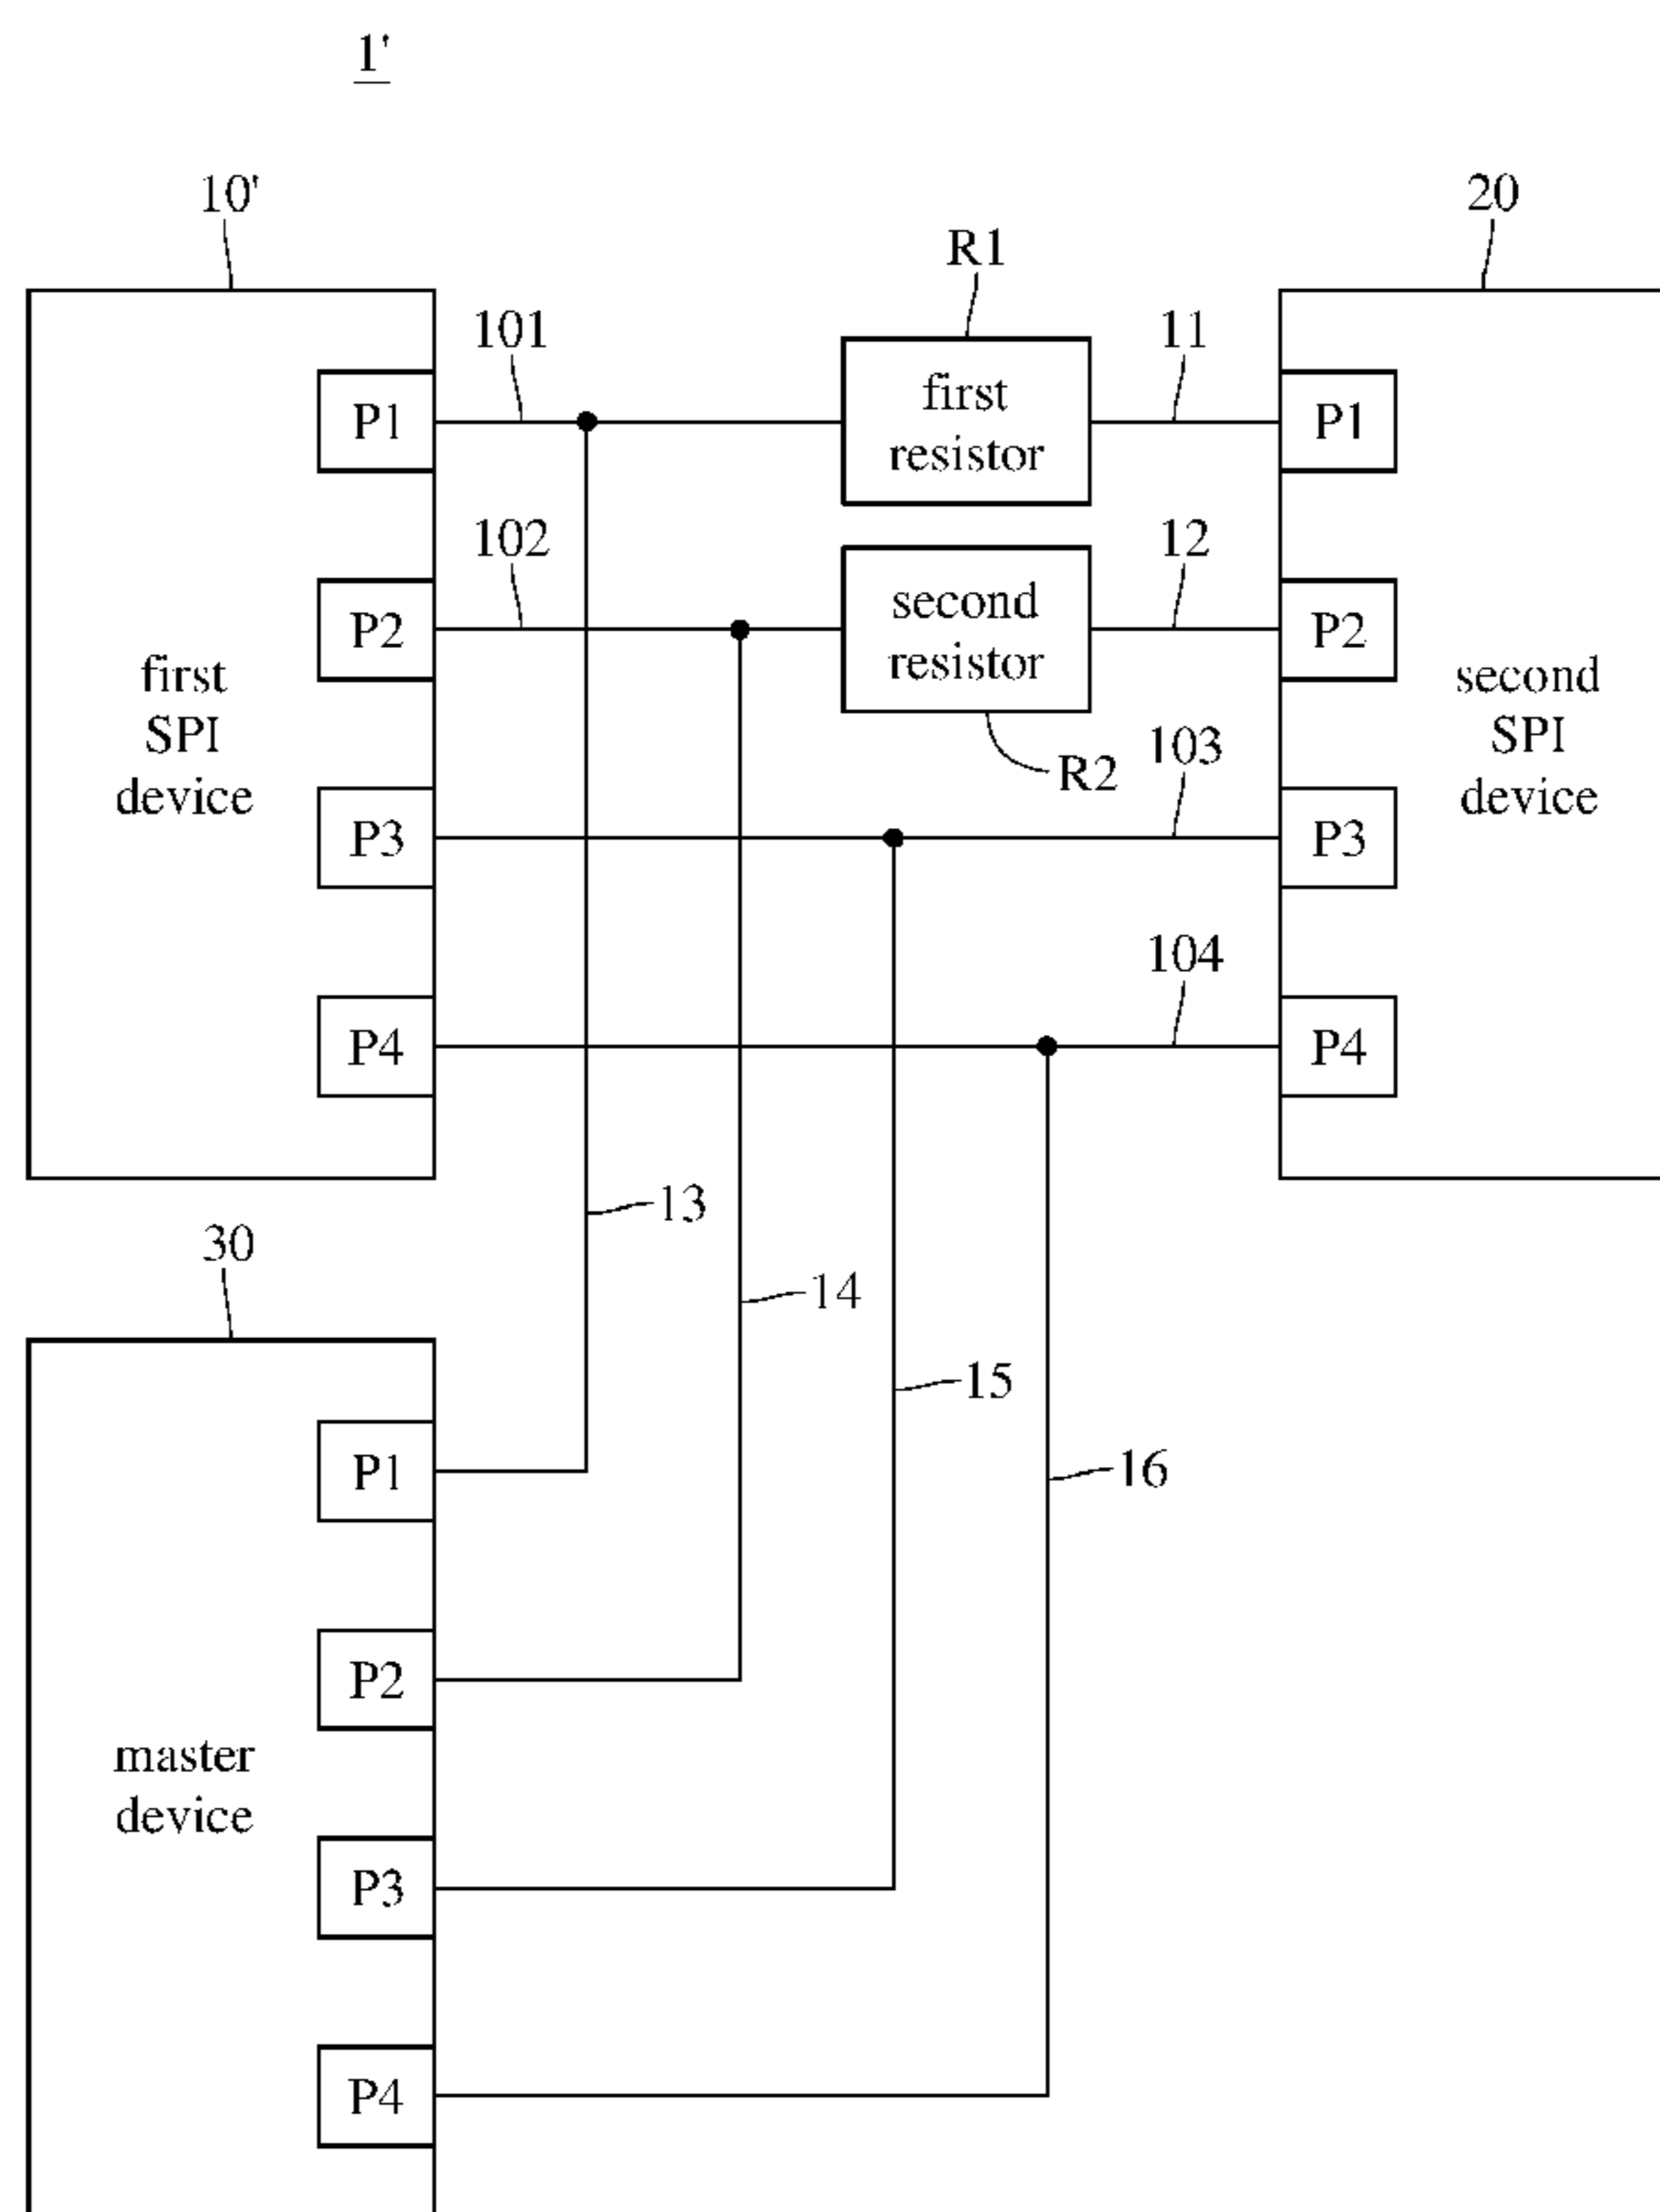 1'
10'
20
R1
101
11
first
resistor
P1
P1
102
12
second
resistor
P2
P2
first
SPI
device
second
SPI
device
R2
103
P3
P3
104
P4
P4
13
30
14
15
16
P1
P2
master
device
P3
P4